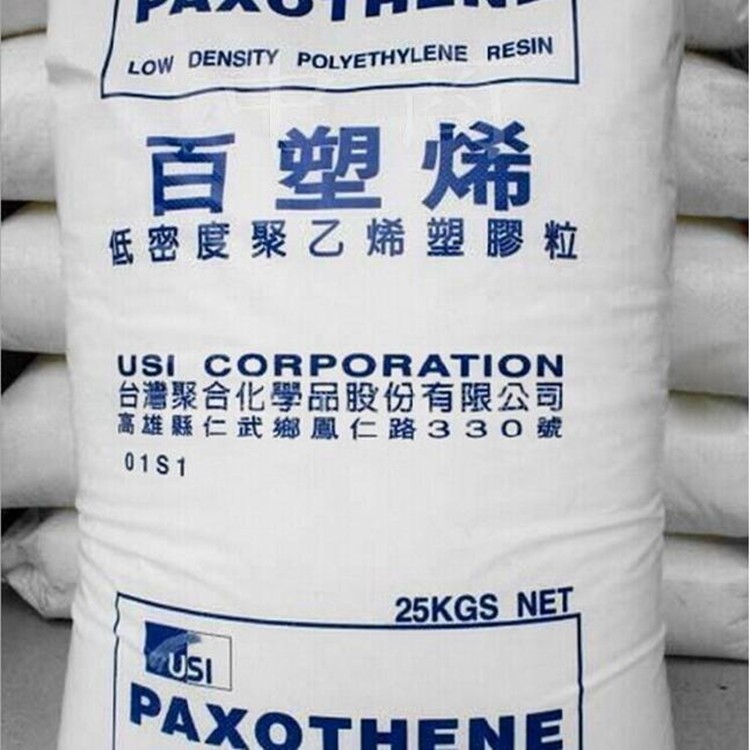 PAXOTHENE
LOW DENSITY POLYETHYLENE RESIN
百塑烯
低密度聚乙烯塑膠粒
USI CORPORATION
台灣聚合化學品股份有限公司
高雄縣仁武鄉鳳仁路330號
01S1
25KGS NET
USI
PAXOTHENE